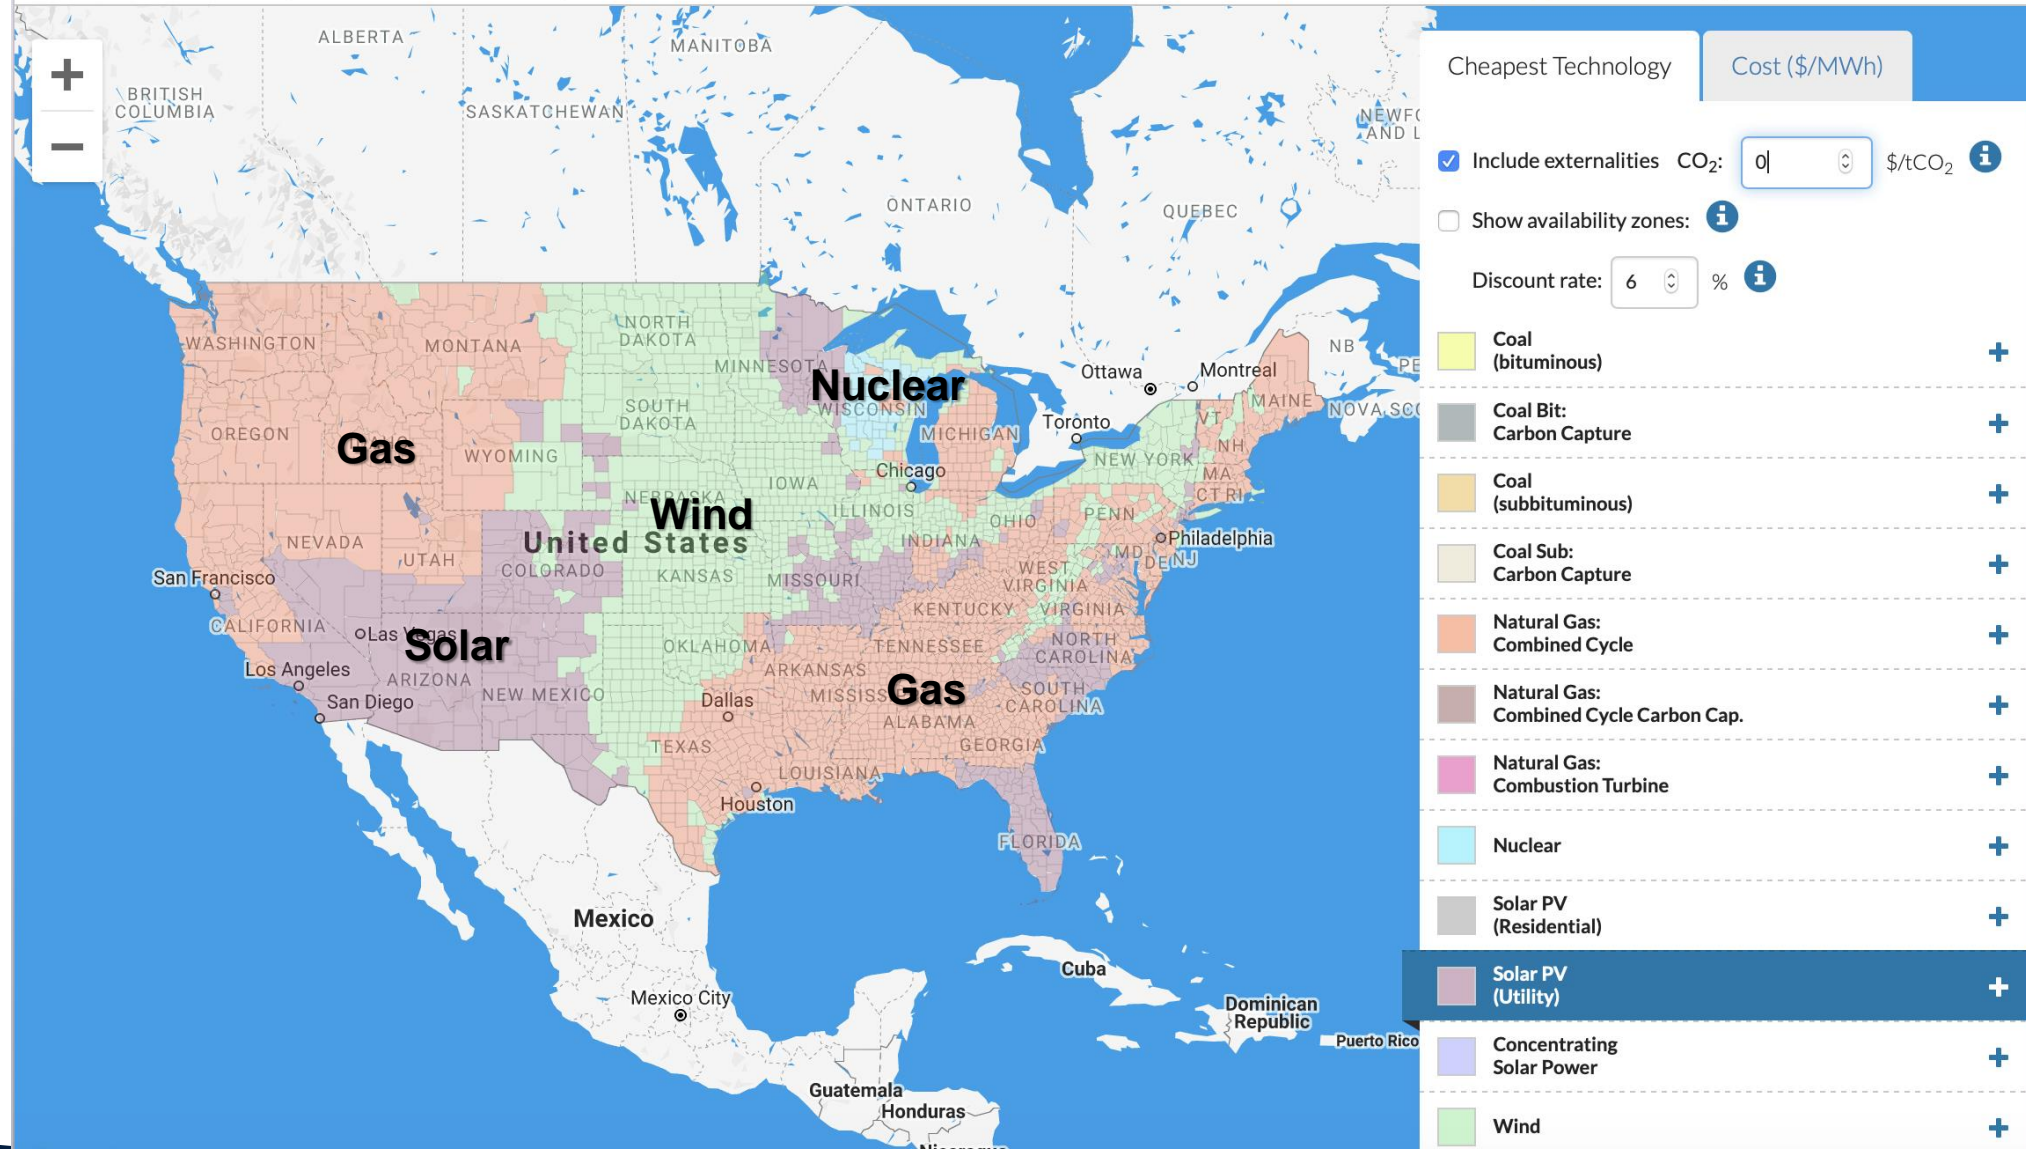 ALBERTA
MANITOBA
BRITISH
COLUMBIA
SASKATCHEWAN
ONTARIO
QUEBEC
NEWFO
AND L
NB
PE
NOVA SCO
WASHINGTON
MONTANA
NORTH
DAKOTA
MINNESOTA
Ottawa
Montreal
MAINE
Nuclear
WISCONSIN
OREGON
Gas
WYOMING
SOUTH
DAKOTA
MICHIGAN
Toronto
VT
NH
NEW YORK
MA
CT RI
Chicago
IOWA
NEBRASKA
Wind
ILLINOIS
INDIANA
OHIO
PENN
Philadelphia
MD
DE NJ
NEVADA
UTAH
United States
COLORADO
KANSAS
MISSOURI
WEST
VIRGINIA
KENTUCKY
VIRGINIA
San Francisco
CALIFORNIA
Las Vegas
Solar
OKLAHOMA
TENNESSEE
NORTH
CAROLINA
Los Angeles
ARIZONA
NEW MEXICO
ARKANSAS
San Diego
Dallas
MISSISS
Gas
SOUTH
CAROLINA
ALABAMA
TEXAS
GEORGIA
LOUISIANA
Houston
FLORIDA
Mexico
Mexico City
Cuba
Dominican
Republic
Puerto Rico
Guatemala
Honduras
Nicaragua
Cheapest Technology
Cost ($/MWh)
Include externalities CO₂: 0 $/tCO₂
Show availability zones:
Discount rate: 6 %
Coal
(bituminous)
Coal Bit:
Carbon Capture
Coal
(subbituminous)
Coal Sub:
Carbon Capture
Natural Gas:
Combined Cycle
Natural Gas:
Combined Cycle Carbon Cap.
Natural Gas:
Combustion Turbine
Nuclear
Solar PV
(Residential)
Solar PV
(Utility)
Concentrating
Solar Power
Wind